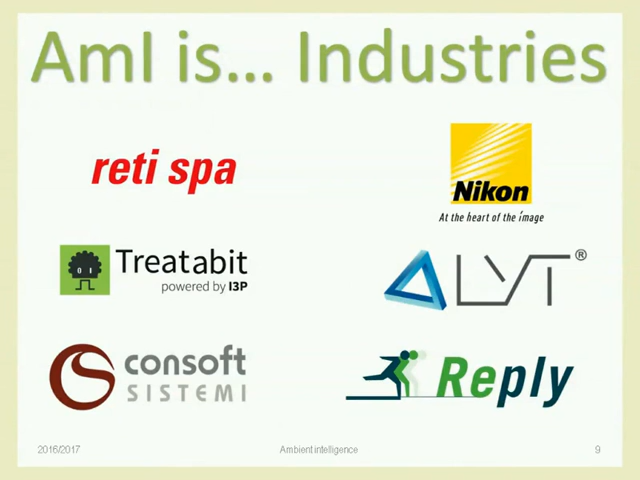 AmI is... Industries
reti spa
Nikon
At the heart of the image
Treatabit
powered by I3P
ALYT®
consoft
SISTEMI
Reply
2016/2017
Ambient intelligence
9